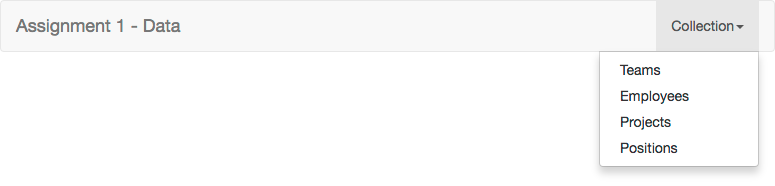 Assignment 1 - Data
Collection
Teams
Employees
Projects
Positions